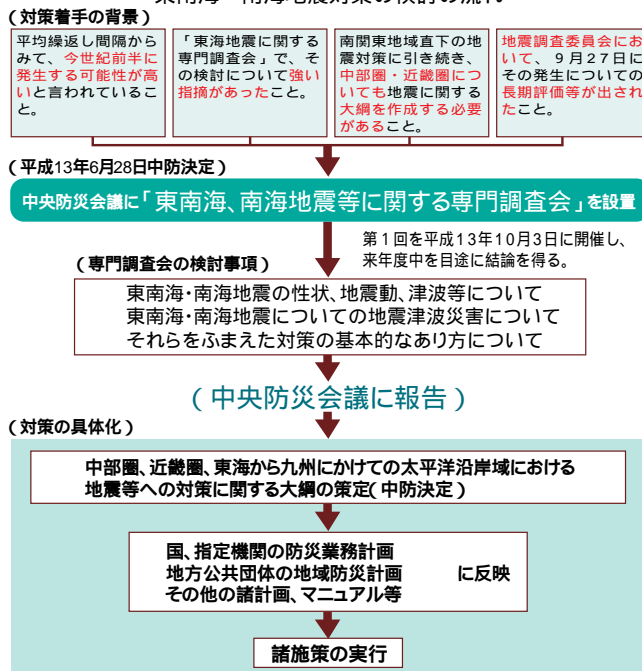 東南海・南海地震対策の検討の流れ
(対策着手の背景)
平均繰返し間隔から
みて、今世紀前半に
発生する可能性が高
いと言われているこ
と。
「東海地震に関する
専門調査会」で、そ
の検討について強い
指摘があったこと。
南関東地域直下の地
震対策に引き続き、
中部圏・近畿圏につ
いても地震に関する
大綱を作成する必要
があること。
地震調査委員会にお
いて、9月27日に
その発生についての
長期評価等が出され
たこと。
(平成13年6月28日中防決定)
中央防災会議に「東南海、南海地震等に関する専門調査会」を設置
第1回を平成13年10月3日に開催し、
来年度中を目途に結論を得る。
(専門調査会の検討事項)
東南海・南海地震の性状、地震動、津波等について
東南海・南海地震についての地震津波災害について
それらをふまえた対策の基本的なあり方について
(中央防災会議に報告)
(対策の具体化)
中部圏、近畿圏、東海から九州にかけての太平洋沿岸域における
地震等への対策に関する大綱の策定(中防決定)
国、指定機関の防災業務計画
地方公共団体の地域防災計画 に反映
その他の諸計画、マニュアル等
諸施策の実行